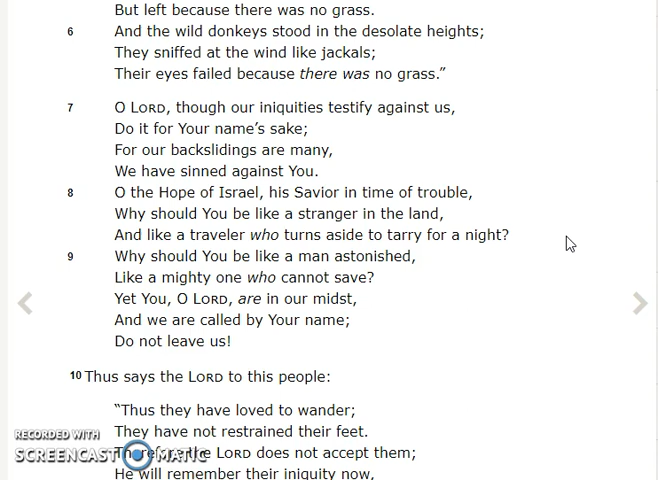 But left because there was no grass.
6 And the wild donkeys stood in the desolate heights;
They sniffed at the wind like jackals;
Their eyes failed because there was no grass.”
7 O LORD, though our iniquities testify against us,
Do it for Your name’s sake;
For our backslidings are many,
We have sinned against You.
8 O the Hope of Israel, his Savior in time of trouble,
Why should You be like a stranger in the land,
And like a traveler who turns aside to tarry for a night?
9 Why should You be like a man astonished,
Like a mighty one who cannot save?
Yet You, O LORD, are in our midst,
And we are called by Your name;
Do not leave us!
10 Thus says the LORD to this people:
“Thus they have loved to wander;
They have not restrained their feet.
Therefore the LORD does not accept them;
He will remember their iniquity now,
RECORDED WITH
SCREENCAST MATIC